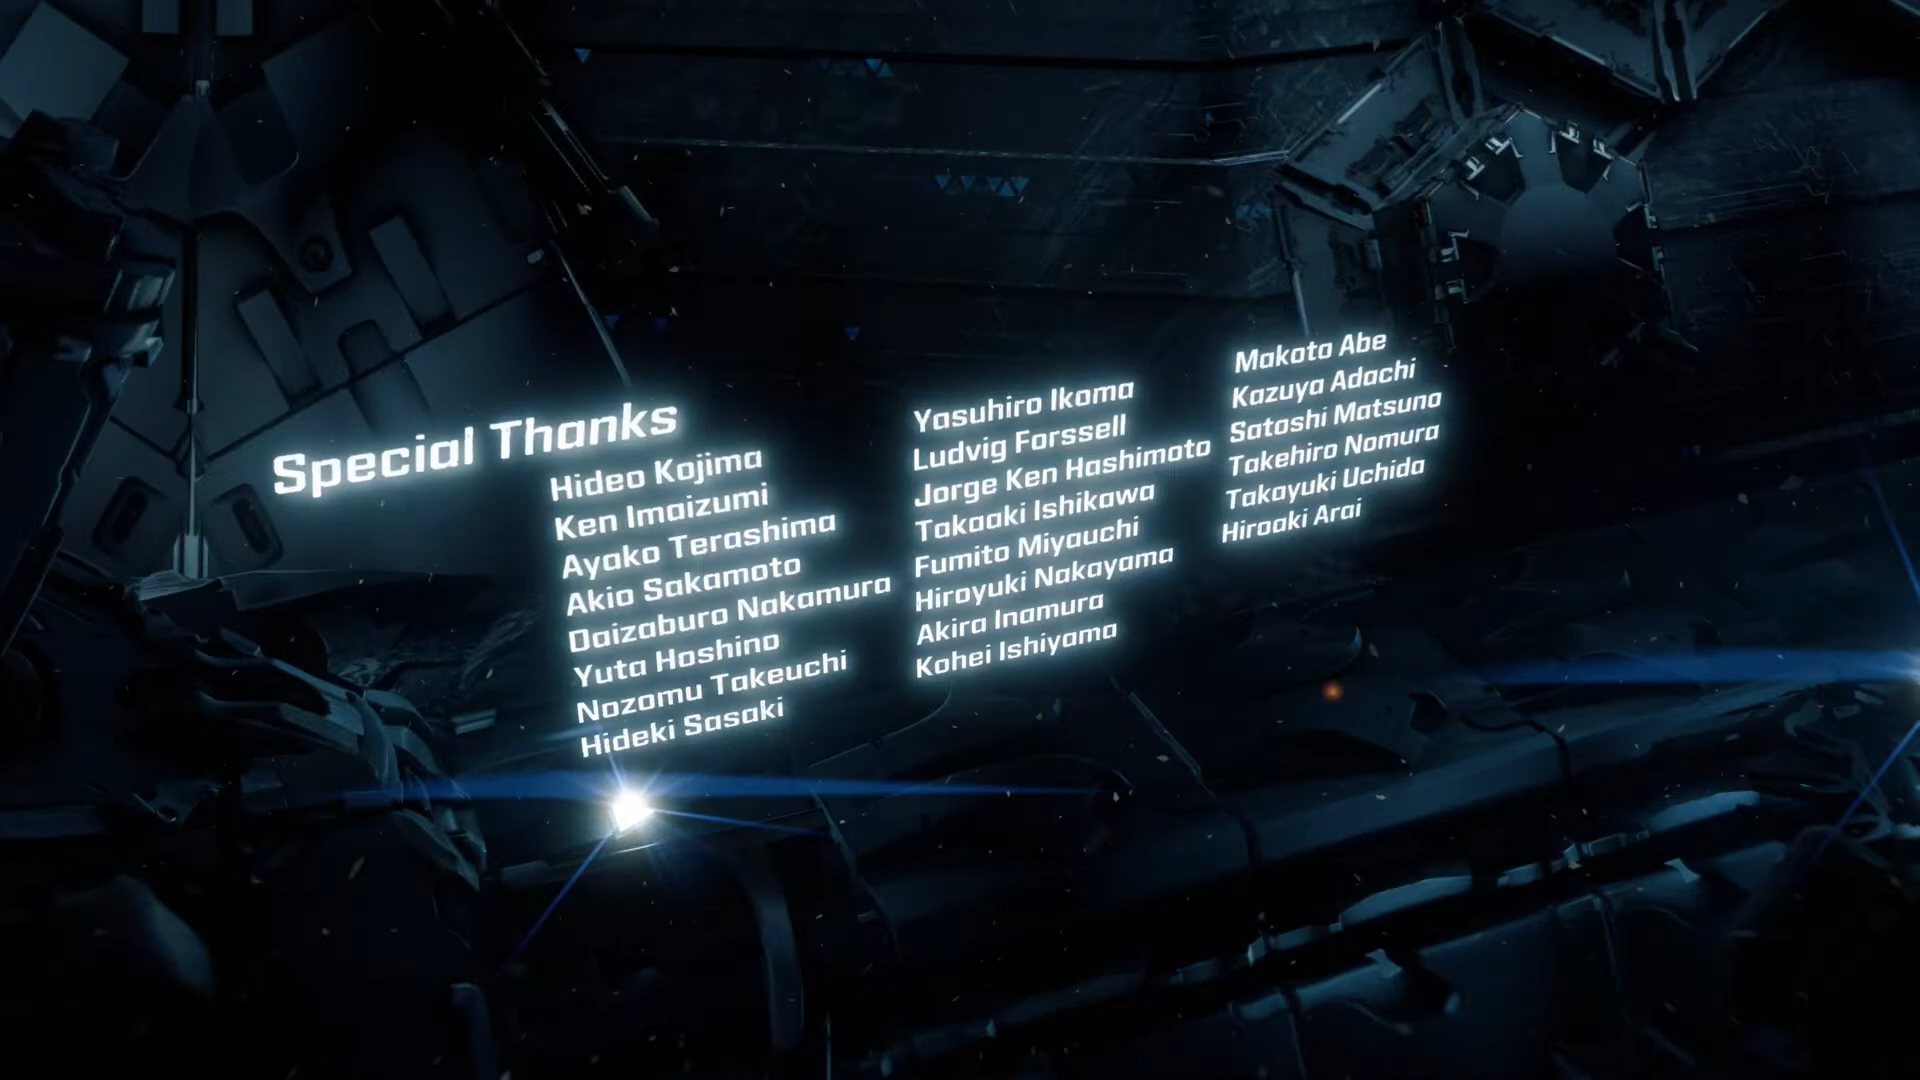 Special Thanks
Hideo Kojima
Ken Imaizumi
Ayako Terashima
Akio Sakamoto
Daizaburo Nakamura
Yuta Hoshino
Nozomu Takeuchi
Hideki Sasaki
Yasuhiro Ikoma
Ludvig Forssell
Jorge Ken Hashimoto
Takaaki Ishikawa
Fumito Miyauchi
Hiroyuki Nakayama
Akira Inamura
Kohei Ishiyama
Makoto Abe
Kazuya Adachi
Satoshi Matsuno
Takehiro Nomura
Takayuki Uchida
Hiroaki Arai